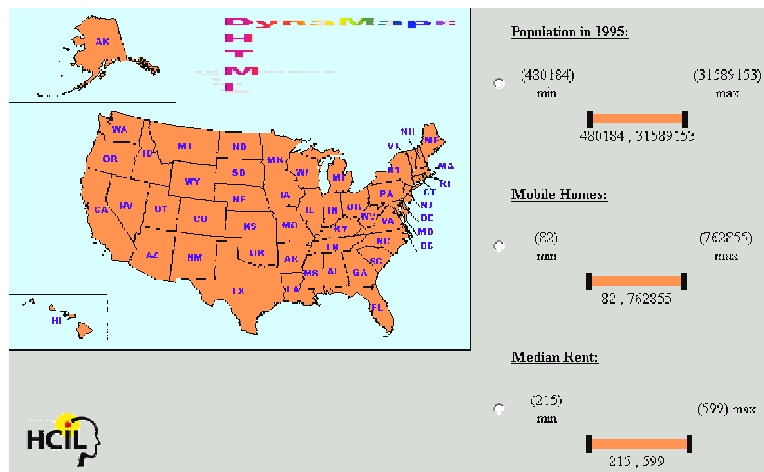 DynaMaps
DHTML
AK
WA
OR
ID
MT
ND
MN
SD
WY
NE
IA
WI
MI
NH
VT
ME
NY
MA
RI
CT
NJ
DE
MD
DC
CA
NV
UT
CO
KS
MO
IL
IN
OH
PA
WV
VA
KY
NC
TN
SC
AZ
NM
OK
AR
TX
LA
MS
AL
GA
FL
HI
HCIL
Population in 1995:
(480184)
min
(31589153)
max
480184 , 31589153
Mobile Homes:
(82)
min
(762855)
max
82 , 762855
Median Rent:
(215)
min
(599) max
215 , 599